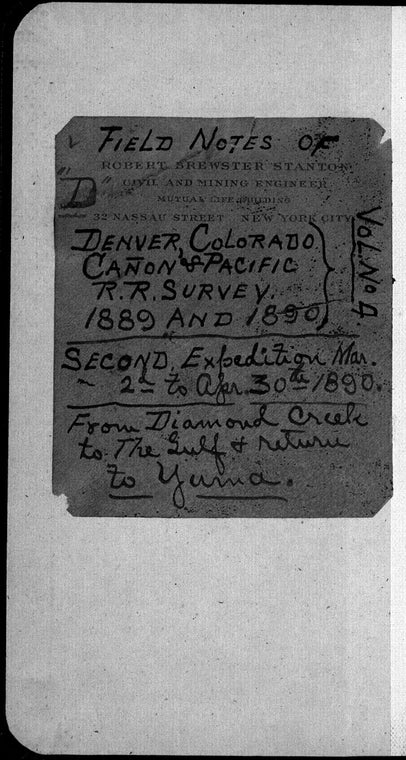 FIELD NOTES OF
ROBERT BREWSTER STANTON
"D"
CIVIL AND MINING ENGINEER
MUTUAL LIFE BUILDING
32 NASSAU STREET NEW YORK CITY
DENVER, COLORADO
CAÑON & PACIFIC
R.R. SURVEY.
1889 AND 1890
VOL. No 4
SECOND Expedition Mar.
2nd to Apr. 30th 1890.
From Diamond Creek
to The Gulf & return
to Yuma.